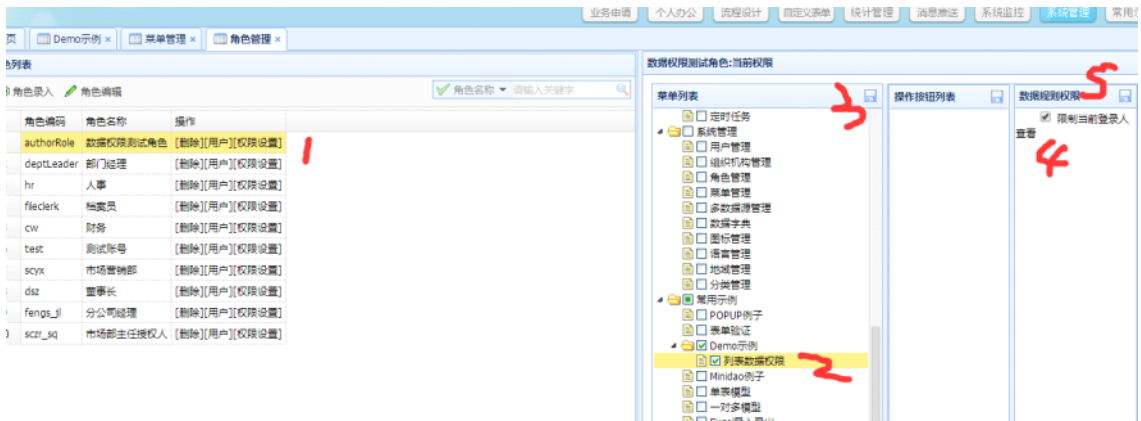 业务申请 个人办公 流程设计 自定义表单 统计管理 消息推送 系统监控 系统管理 常用示
页 Demo示例 × 菜单管理 × 角色管理 ×
色列表
角色录入 角色编辑 角色名称 请输入关键字
角色编码 角色名称 操作
authorRole 数据权限测试角色 [删除][用户][权限设置] 1
deptLeader 部门经理 [删除][用户][权限设置]
hr 人事 [删除][用户][权限设置]
fileclerk 档案员 [删除][用户][权限设置]
cw 财务 [删除][用户][权限设置]
test 测试账号 [删除][用户][权限设置]
scyx 市场营销部 [删除][用户][权限设置]
dsz 董事长 [删除][用户][权限设置]
fengs_jl 分公司经理 [删除][用户][权限设置]
sczr_sq 市场部主任授权人 [删除][用户][权限设置]
数据权限测试角色:当前权限
菜单列表 3
定时任务
系统管理
用户管理
组织机构管理
角色管理
菜单管理
多数据源管理
数据字典
图标管理
语言管理
地域管理
分类管理
常用示例
POPUP例子
表单验证
Demo示例
列表数据权限 2
Minidao例子
单表模型
一对多模型
Excel导入导出
操作按钮列表
数据规则权限 5
限制当前登录人
查看 4